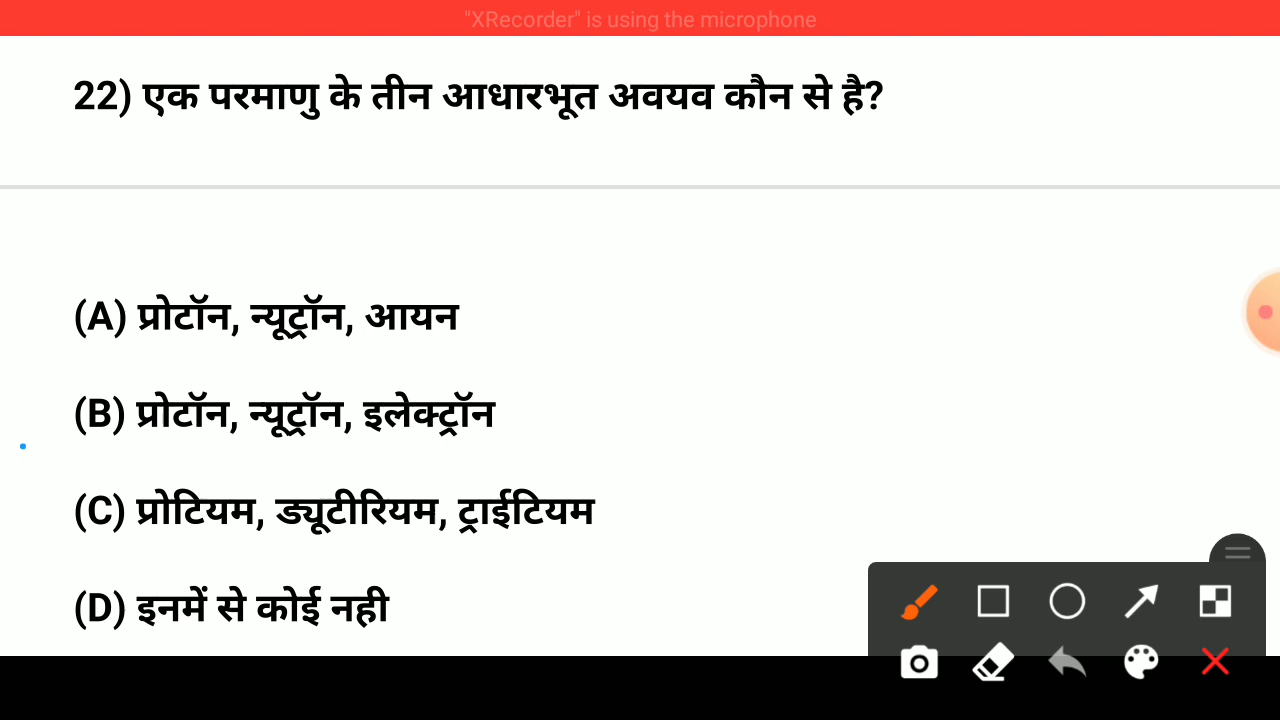 "XRecorder" is using the microphone
22) एक परमाणु के तीन आधारभूत अवयव कौन से है?
(A) प्रोटॉन, न्यूट्रॉन, आयन
(B) प्रोटॉन, न्यूट्रॉन, इलेक्ट्रॉन
(C) प्रोटियम, ड्यूटीरियम, ट्राईटियम
(D) इनमें से कोई नही